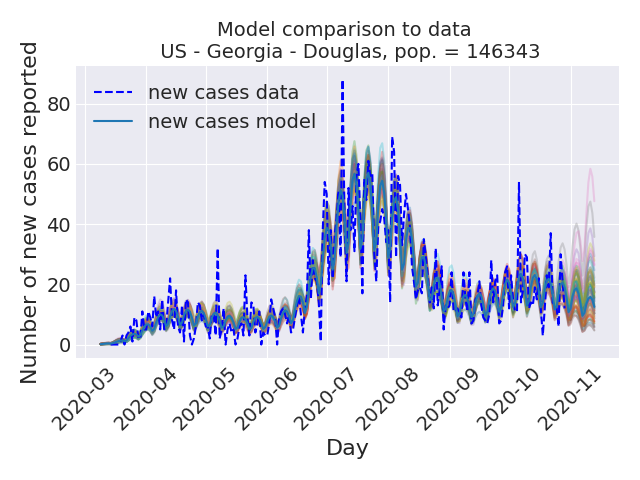 Model comparison to data
US - Georgia - Douglas, pop. = 146343
Number of new cases reported
new cases data
new cases model
80
60
40
20
0
2020-03
2020-04
2020-05
2020-06
2020-07
2020-08
2020-09
2020-10
2020-11
Day